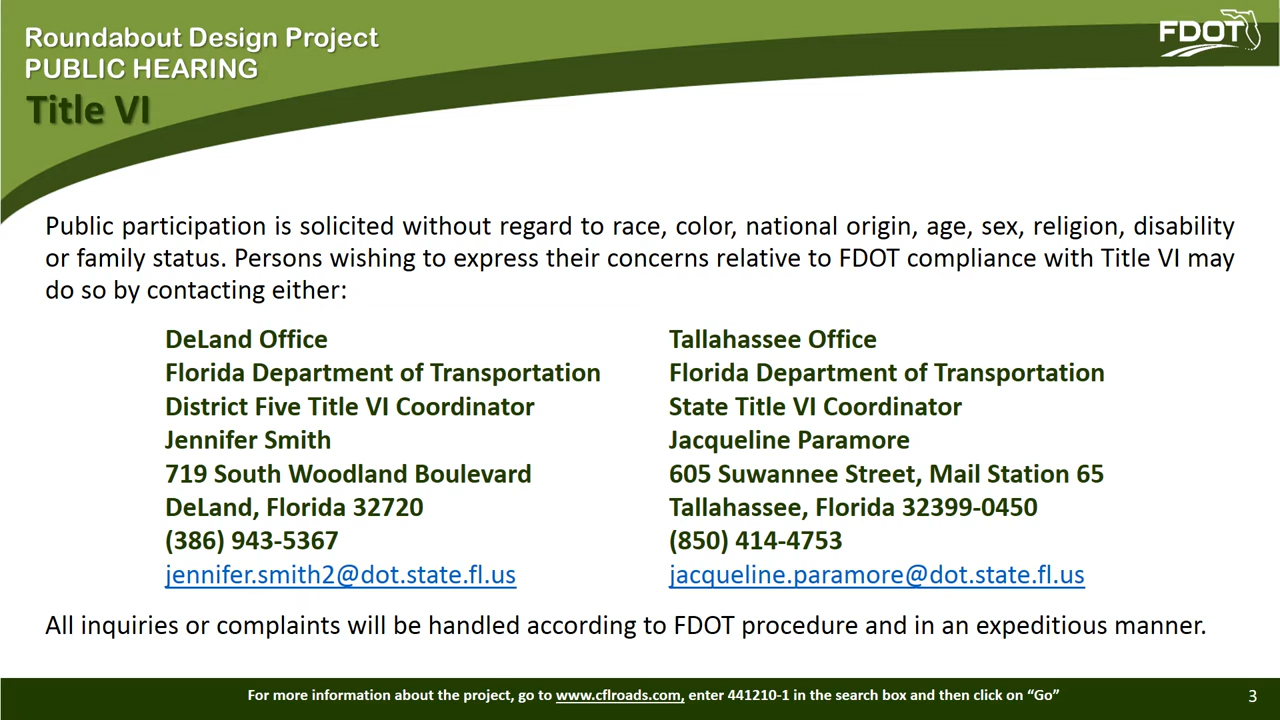 Roundabout Design Project
PUBLIC HEARING
Title VI
FDOT
Public participation is solicited without regard to race, color, national origin, age, sex, religion, disability
or family status. Persons wishing to express their concerns relative to FDOT compliance with Title VI may
do so by contacting either:
DeLand Office
Florida Department of Transportation
District Five Title VI Coordinator
Jennifer Smith
719 South Woodland Boulevard
DeLand, Florida 32720
(386) 943-5367
jennifer.smith2@dot.state.fl.us
Tallahassee Office
Florida Department of Transportation
State Title VI Coordinator
Jacqueline Paramore
605 Suwannee Street, Mail Station 65
Tallahassee, Florida 32399-0450
(850) 414-4753
jacqueline.paramore@dot.state.fl.us
All inquiries or complaints will be handled according to FDOT procedure and in an expeditious manner.
For more information about the project, go to www.cflroads.com, enter 441210-1 in the search box and then click on “Go”
3